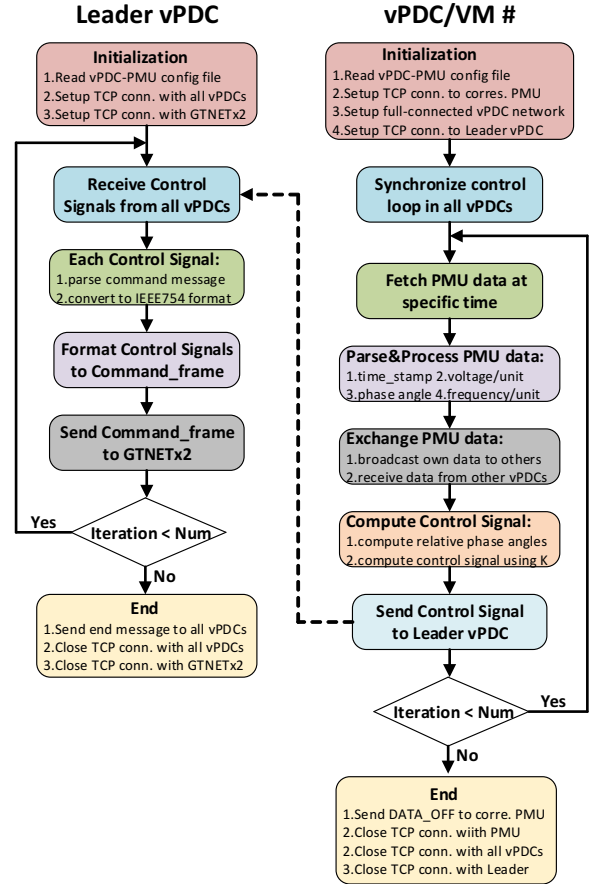 Leader vPDC
Initialization
1.Read vPDC-PMU config file
2.Setup TCP conn. with all vPDCs
3.Setup TCP conn. with GTNETx2
Receive Control
Signals from all vPDCs
Each Control Signal:
1.parse command message
2.convert to IEEE754 format
Format Control Signals
to Command_frame
Send Command_frame
to GTNETx2
Yes
Iteration < Num
No
End
1.Send end message to all vPDCs
2.Close TCP conn. with all vPDCs
3.Close TCP conn. with GTNETx2
vPDC/VM #
Initialization
1.Read vPDC-PMU config file
2.Setup TCP conn. to corres. PMU
3.Setup full-connected vPDC network
4.Setup TCP conn. to Leader vPDC
Synchronize control
loop in all vPDCs
Fetch PMU data at
specific time
Parse&Process PMU data:
1.time_stamp 2.voltage/unit
3.phase angle 4.frequency/unit
Exchange PMU data:
1.broadcast own data to others
2.receive data from other vPDCs
Compute Control Signal:
1.compute relative phase angles
2.compute control signal using K
Send Control Signal
to Leader vPDC
Yes
Iteration < Num
No
End
1.Send DATA_OFF to corre. PMU
2.Close TCP conn. wiith PMU
2.Close TCP conn. with all vPDCs
3.Close TCP conn. with Leader